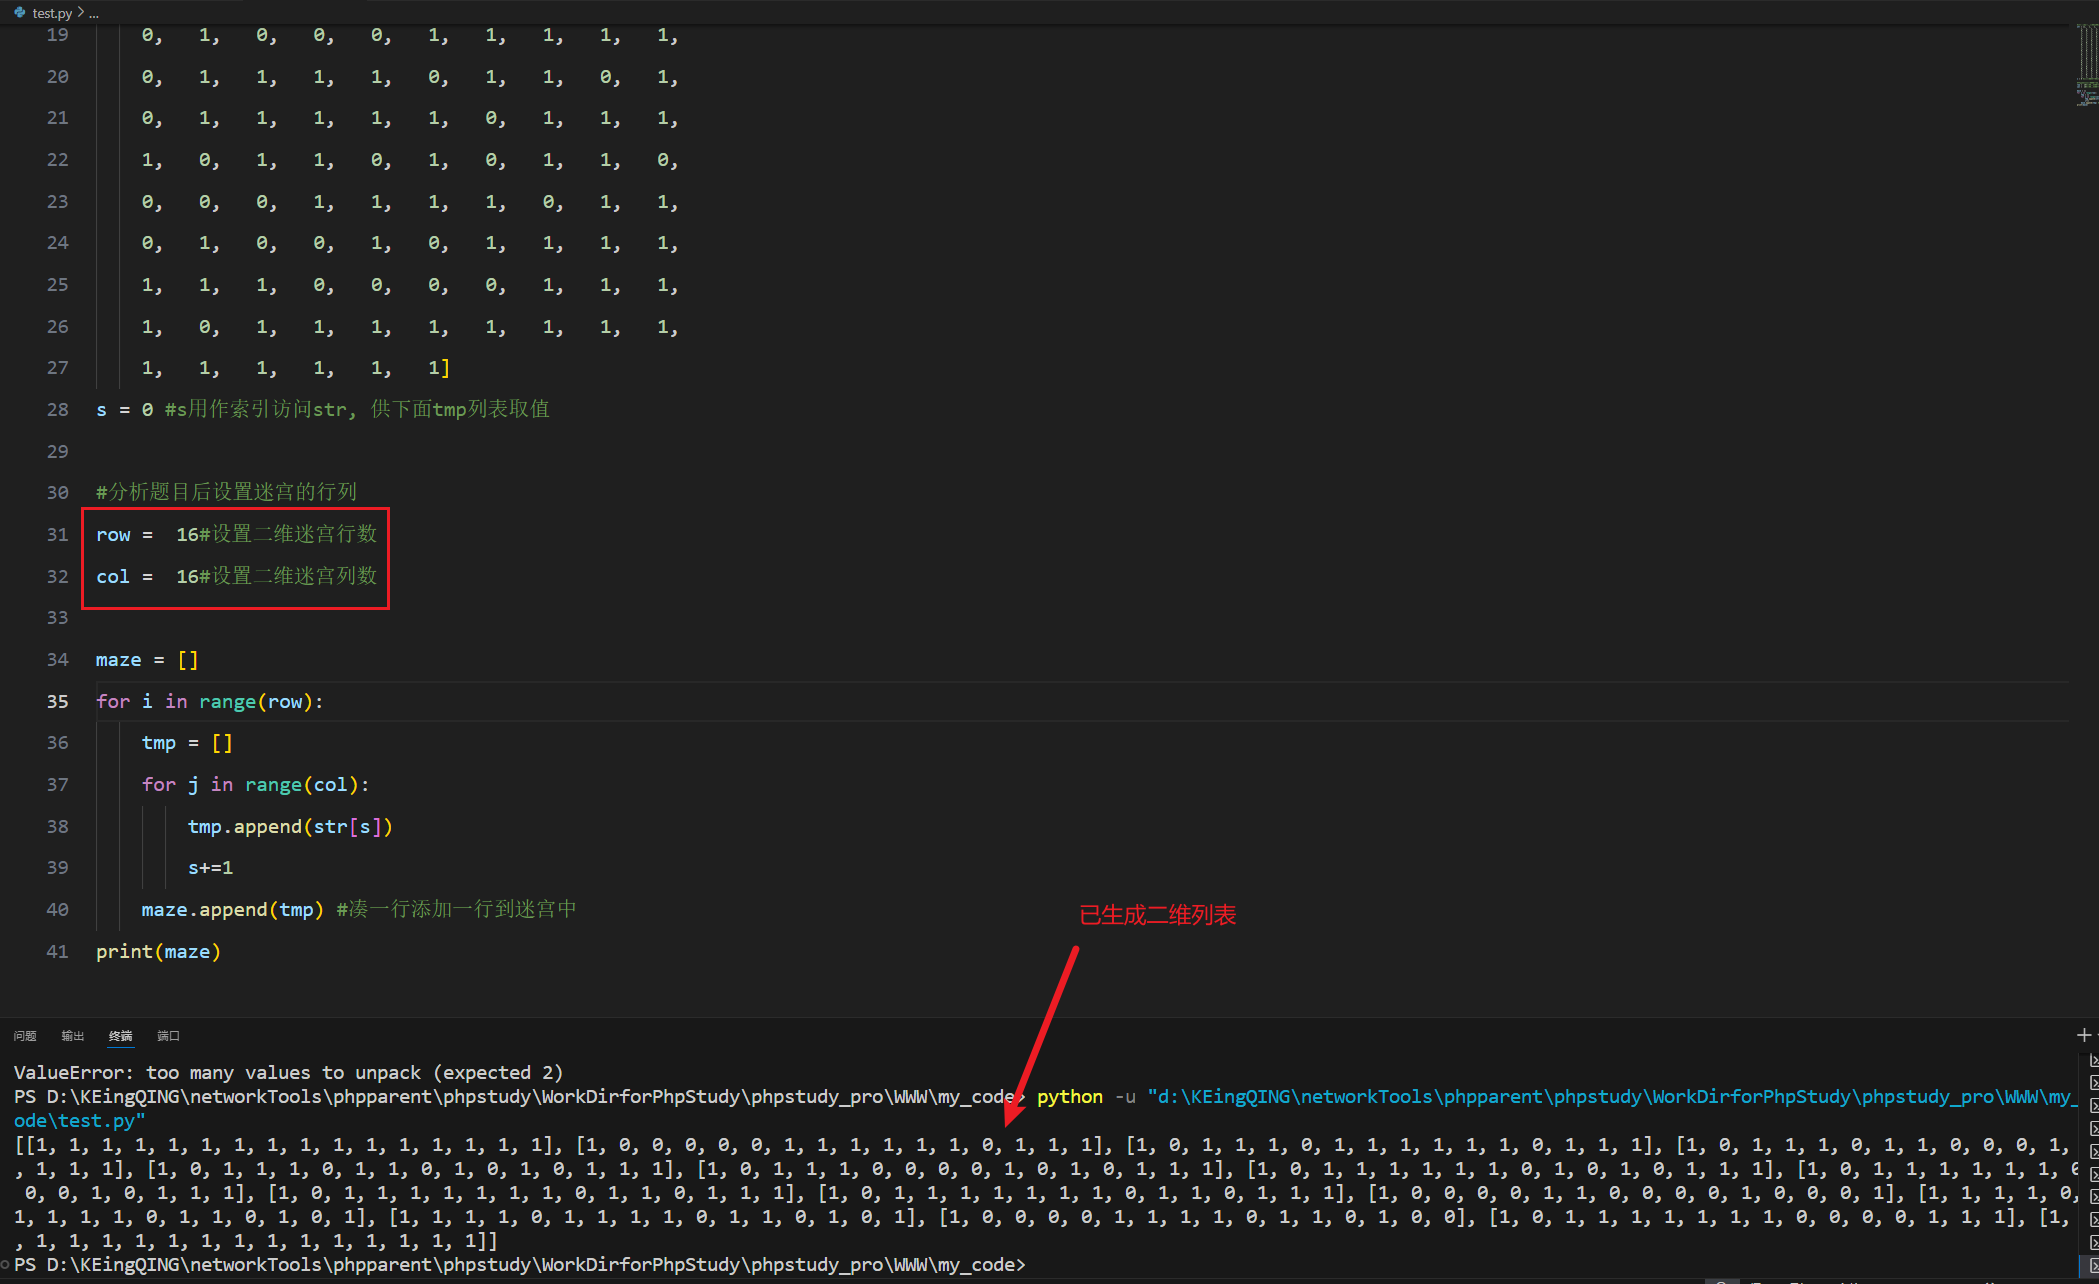 test.py > ...
19 0, 1, 0, 0, 0, 1, 1, 1, 1, 1,
20 0, 1, 1, 1, 1, 0, 1, 1, 0, 1,
21 0, 1, 1, 1, 1, 1, 0, 1, 1, 1,
22 1, 0, 1, 1, 0, 1, 0, 1, 1, 0,
23 0, 0, 0, 1, 1, 1, 1, 0, 1, 1,
24 0, 1, 0, 0, 1, 0, 1, 1, 1, 1,
25 1, 1, 1, 0, 0, 0, 0, 1, 1, 1,
26 1, 0, 1, 1, 1, 1, 1, 1, 1, 1,
27 1, 1, 1, 1, 1, 1]
28 s = 0 #s用作索引访问str, 供下面tmp列表取值
29
30 #分析题目后设置迷宫的行列
31 row =  16#设置二维迷宫行数
32 col =  16#设置二维迷宫列数
33
34 maze = []
35 for i in range(row):
36 tmp = []
37 for j in range(col):
38 tmp.append(str[s])
39 s+=1
40 maze.append(tmp) #凑一行添加一行到迷宫中
41 print(maze)
已生成二维列表
问题 输出 终端 端口
ValueError: too many values to unpack (expected 2)
PS D:\KEingQING\networkTools\phpparent\phpstudy\WorkDirforPhpStudy\phpstudy_pro\WWW\my_code> python -u "d:\KEingQING\networkTools\phpparent\phpstudy\WorkDirforPhpStudy\phpstudy_pro\WWW\my_
ode\test.py"
[[1, 1, 1, 1, 1, 1, 1, 1, 1, 1, 1, 1, 1, 1, 1, 1], [1, 0, 0, 0, 0, 0, 1, 1, 1, 1, 1, 1, 0, 1, 1, 1], [1, 0, 1, 1, 1, 0, 1, 1, 1, 1, 1, 1, 0, 1, 1, 1], [1, 0, 1, 1, 1, 0, 1, 1, 0, 0, 0, 1,
, 1, 1, 1], [1, 0, 1, 1, 1, 0, 1, 1, 0, 1, 0, 1, 0, 1, 1, 1], [1, 0, 1, 1, 1, 0, 0, 0, 0, 1, 0, 1, 0, 1, 1, 1], [1, 0, 1, 1, 1, 1, 1, 1, 0, 1, 0, 1, 0, 1, 1, 1], [1, 0, 1, 1, 1, 1, 1, 1, 0
0, 0, 1, 0, 1, 1, 1], [1, 0, 1, 1, 1, 1, 1, 1, 1, 0, 1, 1, 0, 1, 1, 1], [1, 0, 1, 1, 1, 1, 1, 1, 1, 0, 1, 1, 0, 1, 1, 1], [1, 0, 0, 0, 0, 1, 1, 0, 0, 0, 0, 1, 0, 0, 0, 1], [1, 1, 1, 1, 0,
1, 1, 1, 1, 0, 1, 1, 0, 1, 0, 1], [1, 1, 1, 1, 0, 1, 1, 1, 1, 0, 1, 1, 0, 1, 0, 1], [1, 0, 0, 0, 0, 1, 1, 1, 1, 0, 1, 1, 0, 1, 0, 0], [1, 0, 1, 1, 1, 1, 1, 1, 1, 0, 0, 0, 0, 1, 1, 1], [1,
, 1, 1, 1, 1, 1, 1, 1, 1, 1, 1, 1, 1, 1, 1]]
PS D:\KEingQING\networkTools\phpparent\phpstudy\WorkDirforPhpStudy\phpstudy_pro\WWW\my_code>